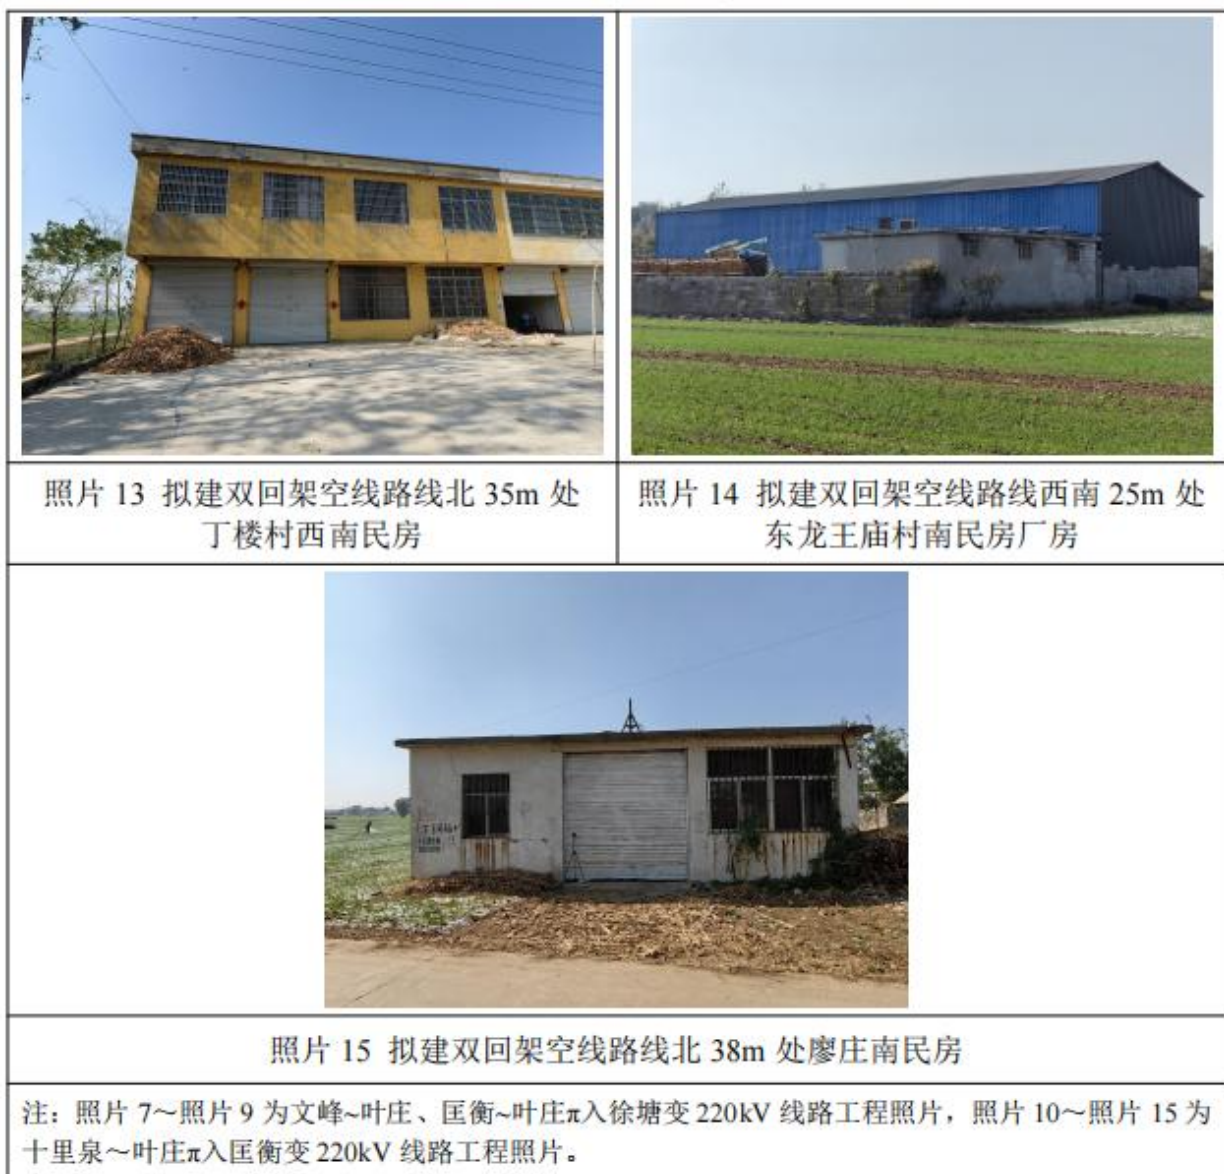 照片 13 拟建双回架空线路线北 35m 处
丁楼村西南民房
照片 14 拟建双回架空线路线西南 25m 处
东龙王庙村南民房厂房
照片 15 拟建双回架空线路线北 38m 处廖庄南民房
注：照片 7～照片 9 为文峰~叶庄、匡衡~叶庄π入徐塘变 220kV 线路工程照片，照片 10～照片 15 为
十里泉～叶庄π入匡衡变 220kV 线路工程照片。